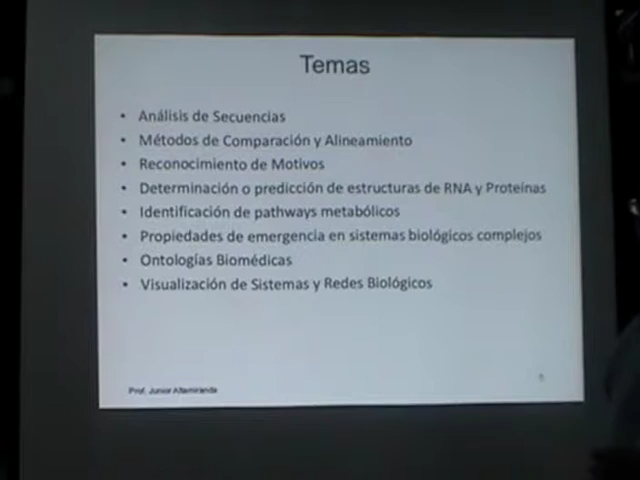 Temas
• Análisis de Secuencias
• Métodos de Comparación y Alineamiento
• Reconocimiento de Motivos
• Determinación o predicción de estructuras de RNA y Proteínas
• Identificación de pathways metabólicos
• Propiedades de emergencia en sistemas biológicos complejos
• Ontologías Biomédicas
• Visualización de Sistemas y Redes Biológicos
Prof. Junior Altamiranda